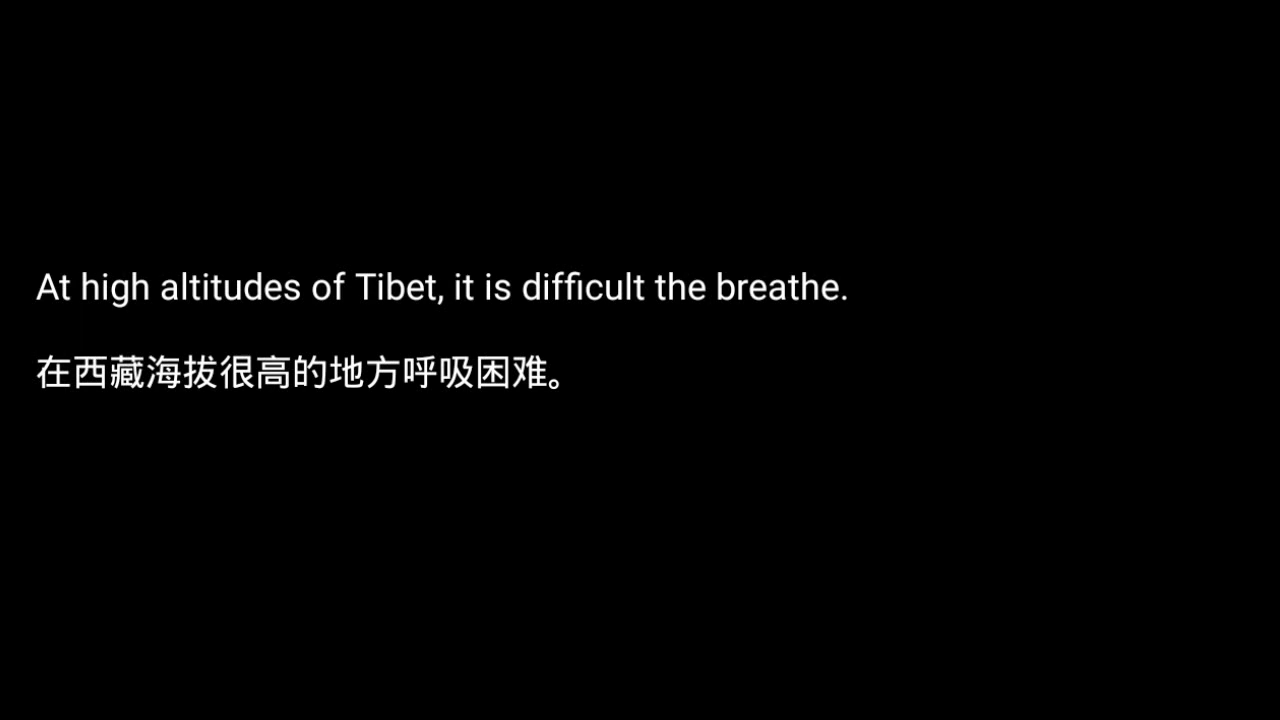 At high altitudes of Tibet, it is difficult the breathe.
在西藏海拔很高的地方呼吸困难。